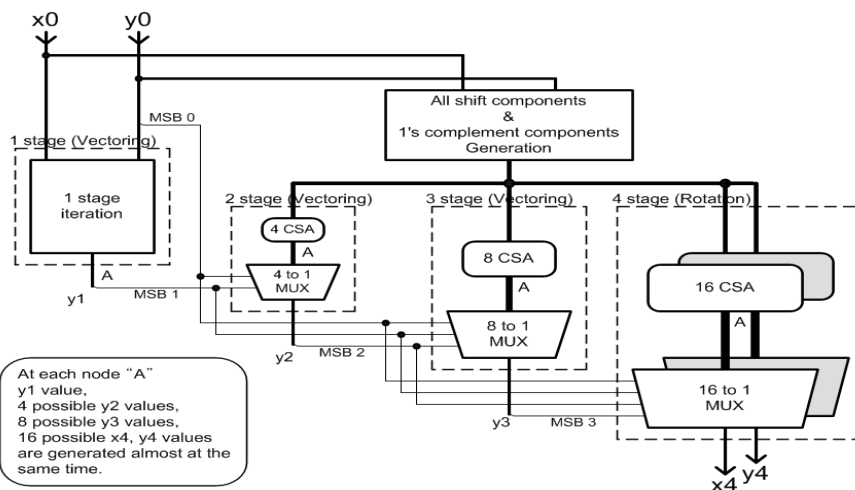 x0
y0
MSB 0
All shift components
&
1's complement components
Generation
1 stage (Vectoring)
1 stage
iteration
A
y1
MSB 1
2 stage (Vectoring)
4 CSA
A
4 to 1
MUX
y2
MSB 2
3 stage (Vectoring)
8 CSA
A
8 to 1
MUX
y3
MSB 3
4 stage (Rotation)
16 CSA
A
16 to 1
MUX
x4
y4
At each node “A”
y1 value,
4 possible y2 values,
8 possible y3 values,
16 possible x4, y4 values
are generated almost at the
same time.